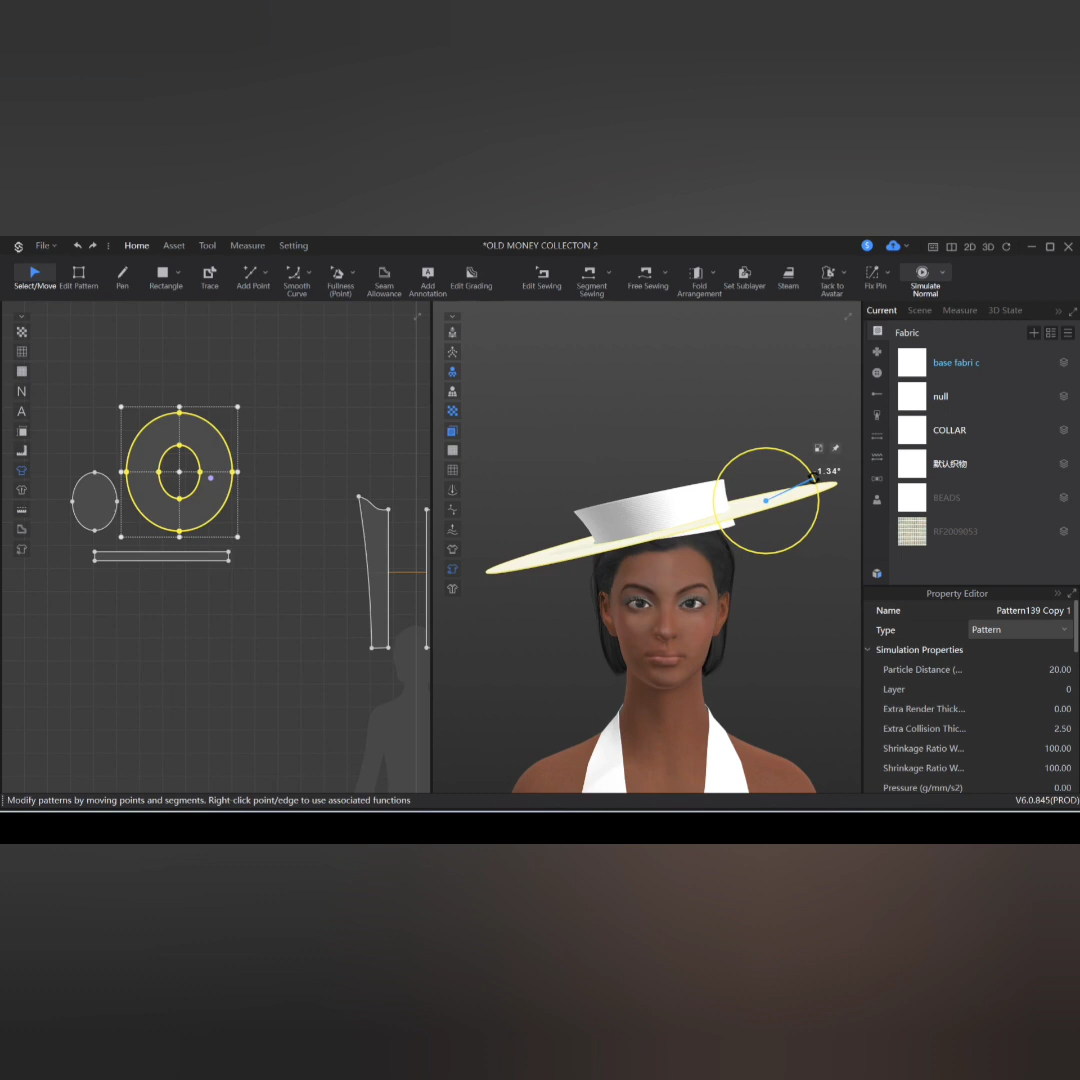 File
Home
Asset
Tool
Measure
Setting
*OLD MONEY COLLECTON 2
S
2D
3D
Select/Move
Edit Pattern
Pen
Rectangle
Trace
Add Point
Smooth
Curve
Fullness
(Point)
Seam
Allowance
Add
Annotation
Edit Grading
Edit Sewing
Segment
Sewing
Free Sewing
Fold
Arrangement
Set Sublayer
Steam
Tack to
Avatar
Fix Pin
Simulate
Normal
N
A
-1.34°
Current
Scene
Measure
3D State
Fabric
base fabri c
null
COLLAR
默认织物
BEADS
RF2009053
Property Editor
Name
Pattern139 Copy 1
Type
Pattern
Simulation Properties
Particle Distance (...
20.00
Layer
0
Extra Render Thick...
0.00
Extra Collision Thic...
2.50
Shrinkage Ratio W...
100.00
Shrinkage Ratio W...
100.00
Pressure (g/mm/s2)
0.00
Modify patterns by moving points and segments. Right-click point/edge to use associated functions
V6.0.845(PROD)